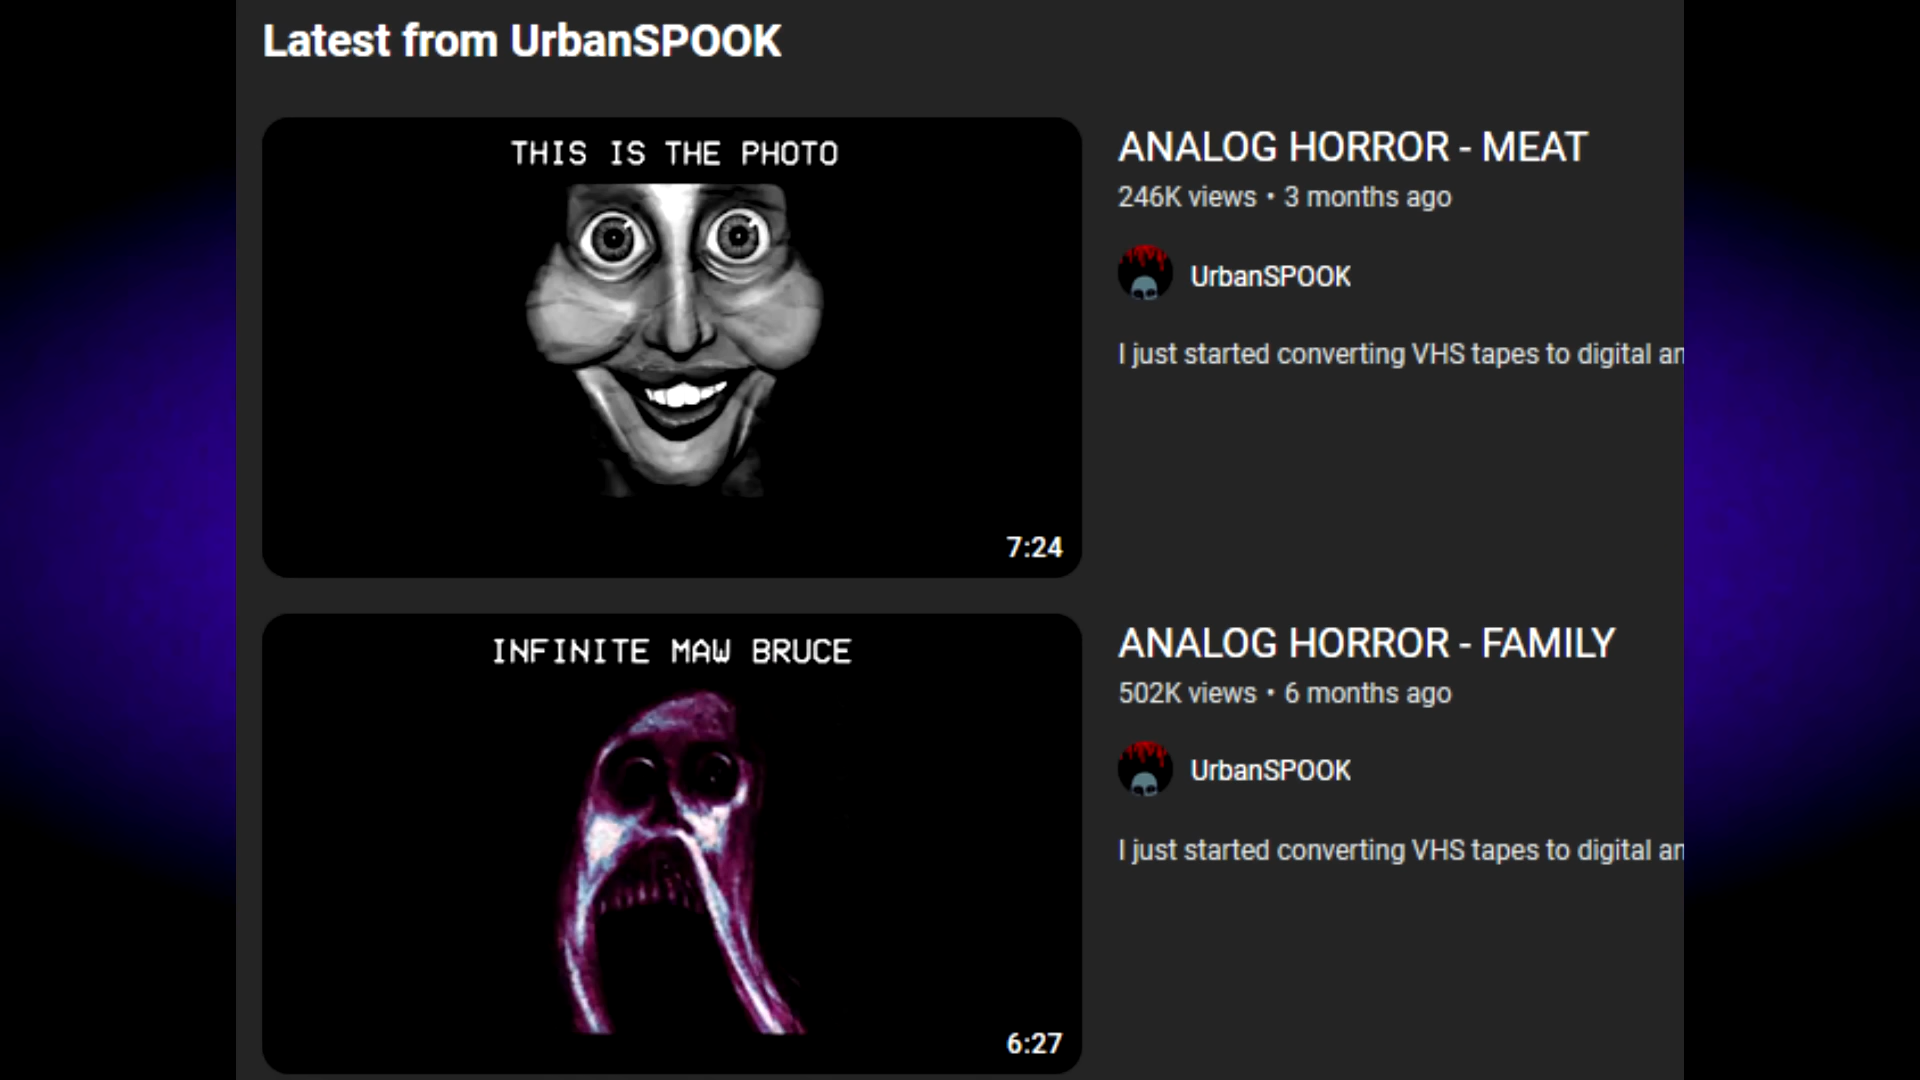 Latest from UrbanSPOOK
THIS IS THE PHOTO
7:24
ANALOG HORROR - MEAT
246K views • 3 months ago
UrbanSPOOK
I just started converting VHS tapes to digital an
INFINITE MAW BRUCE
6:27
ANALOG HORROR - FAMILY
502K views • 6 months ago
UrbanSPOOK
I just started converting VHS tapes to digital an